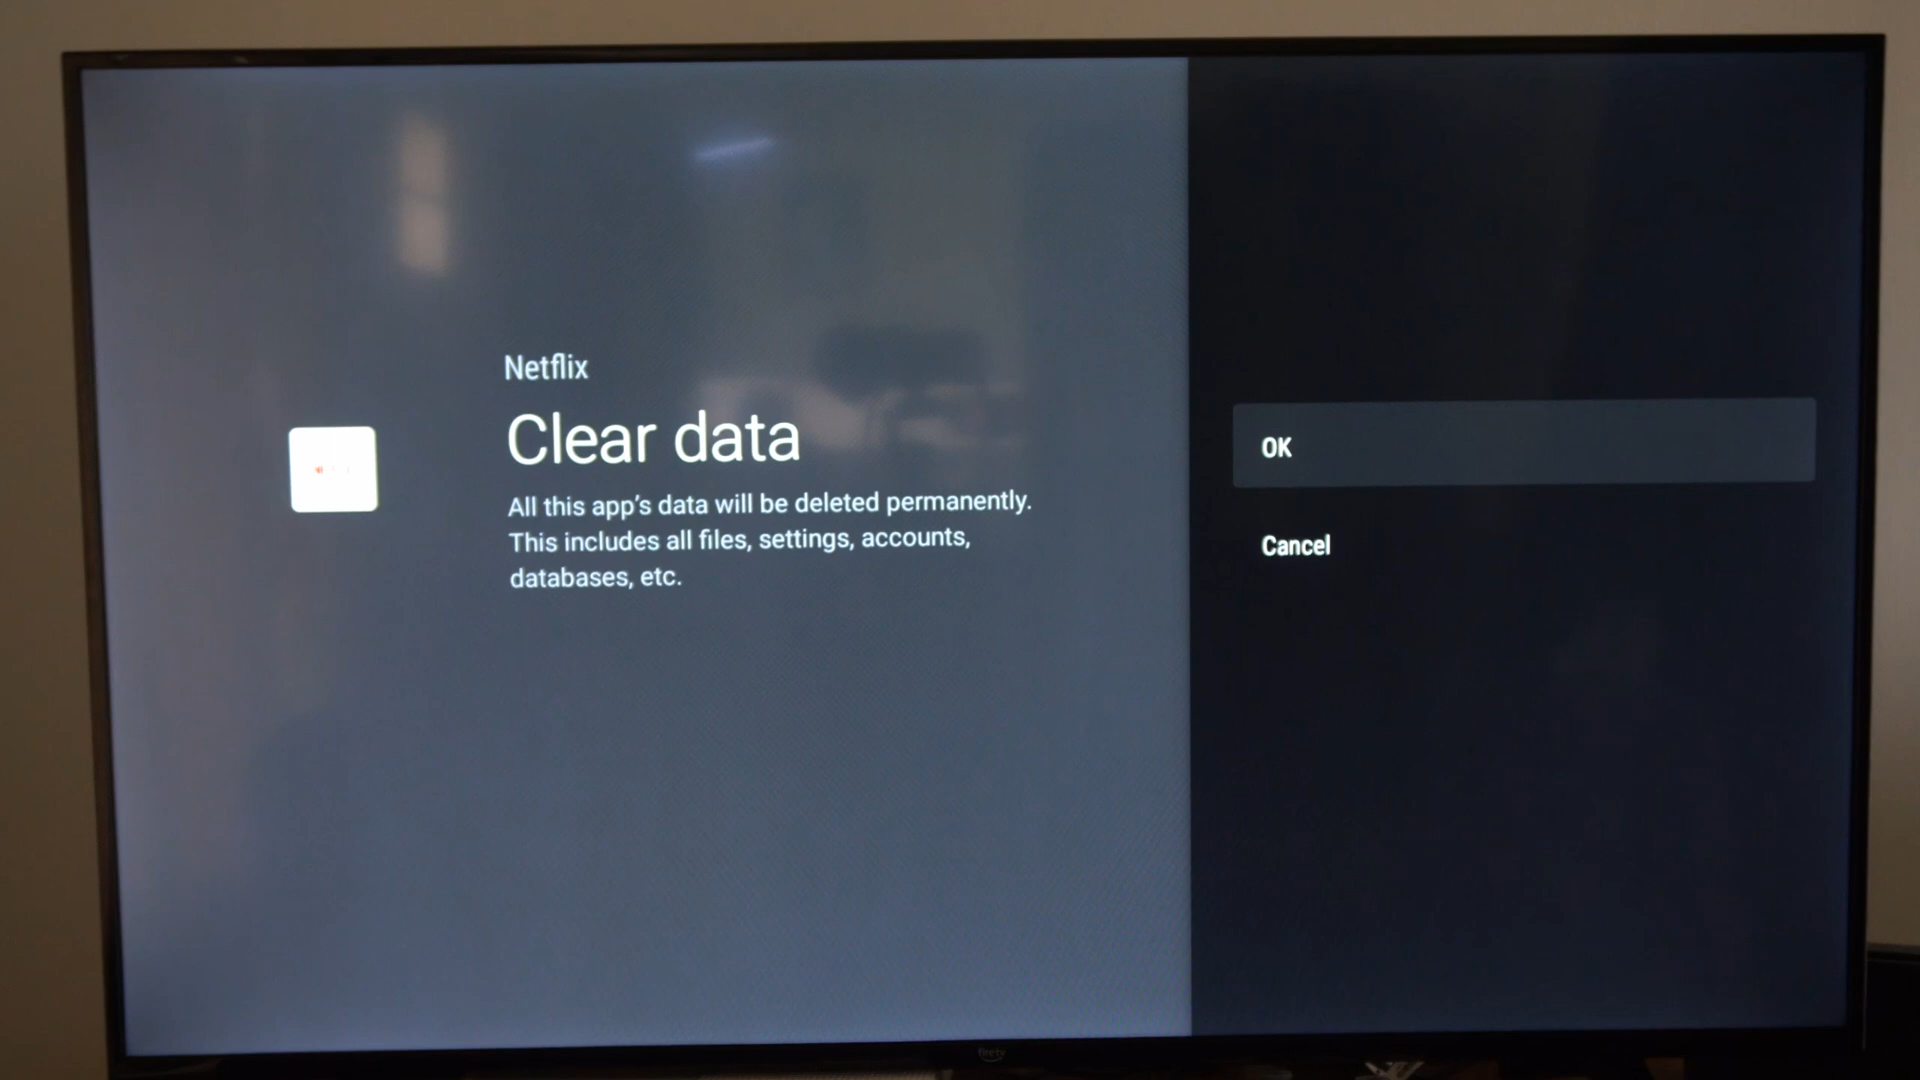 Netflix
Clear data
All this app's data will be deleted permanently.
This includes all files, settings, accounts,
databases, etc.
OK
Cancel